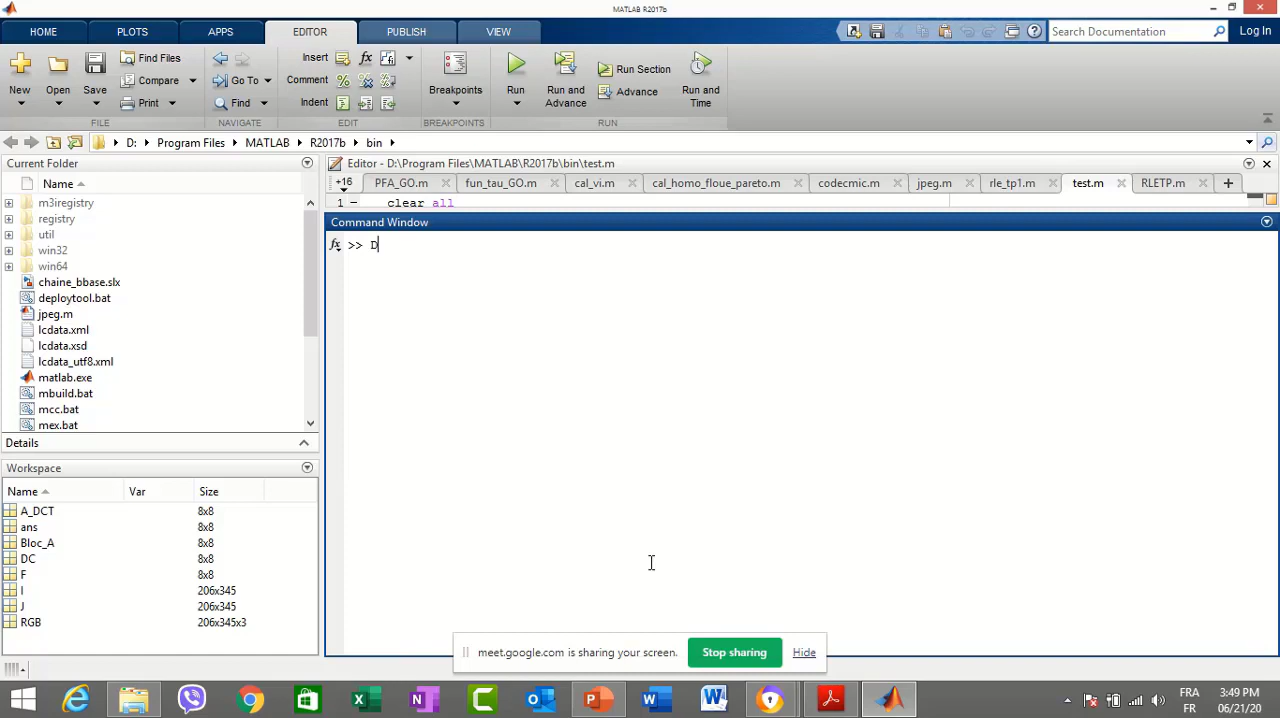 MATLAB R2017b
HOME PLOTS APPS EDITOR PUBLISH VIEW
Search Documentation
Log In
New
Open
Save
Find Files
Compare
Print
FILE
Go To
Find
NAVIGATE
Insert
Comment
Indent
EDIT
Breakpoints
BREAKPOINTS
Run
Run and
Advance
Run Section
Advance
Run and
Time
RUN
D: Program Files MATLAB R2017b bin
Current Folder
Name
m3iregistry
registry
util
win32
win64
chaine_bbase.slx
deploytool.bat
jpeg.m
lcdata.xml
lcdata.xsd
lcdata_utf8.xml
matlab.exe
mbuild.bat
mcc.bat
mex.bat
Details
Workspace
Name Var Size
A_DCT 8x8
ans 8x8
Bloc_A 8x8
DC 8x8
F 8x8
I 206x345
J 206x345
RGB 206x345x3
Editor - D:\Program Files\MATLAB\R2017b\bin\test.m
+16 PFA_GO.m fun_tau_GO.m cal_vi.m cal_homo_floue_pareto.m codecmic.m jpeg.m rle_tp1.m test.m RLETP.m
1 - clear all
Command Window
fx >> D
meet.google.com is sharing your screen. Stop sharing Hide
FRA 3:49 PM
FR 06/21/20